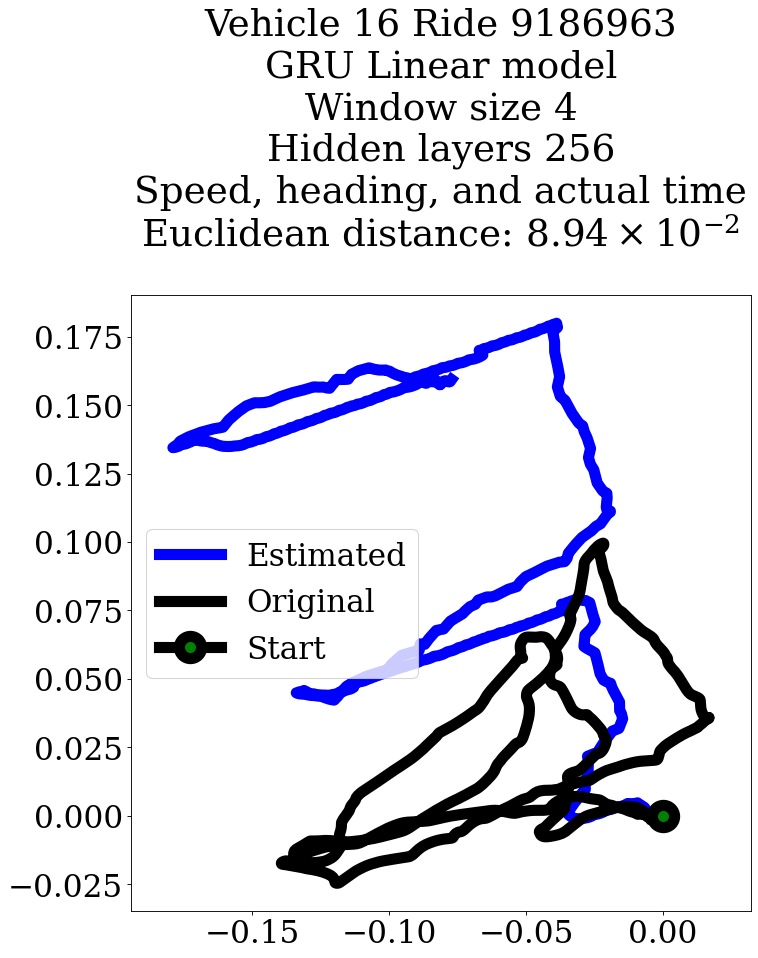 Vehicle 16 Ride 9186963
GRU Linear model
Window size 4
Hidden layers 256
Speed, heading, and actual time
Euclidean distance: 8.94 × 10⁻²
0.175
0.150
0.125
0.100
0.075
0.050
0.025
0.000
−0.025
Estimated
Original
Start
−0.15 −0.10 −0.05 0.00